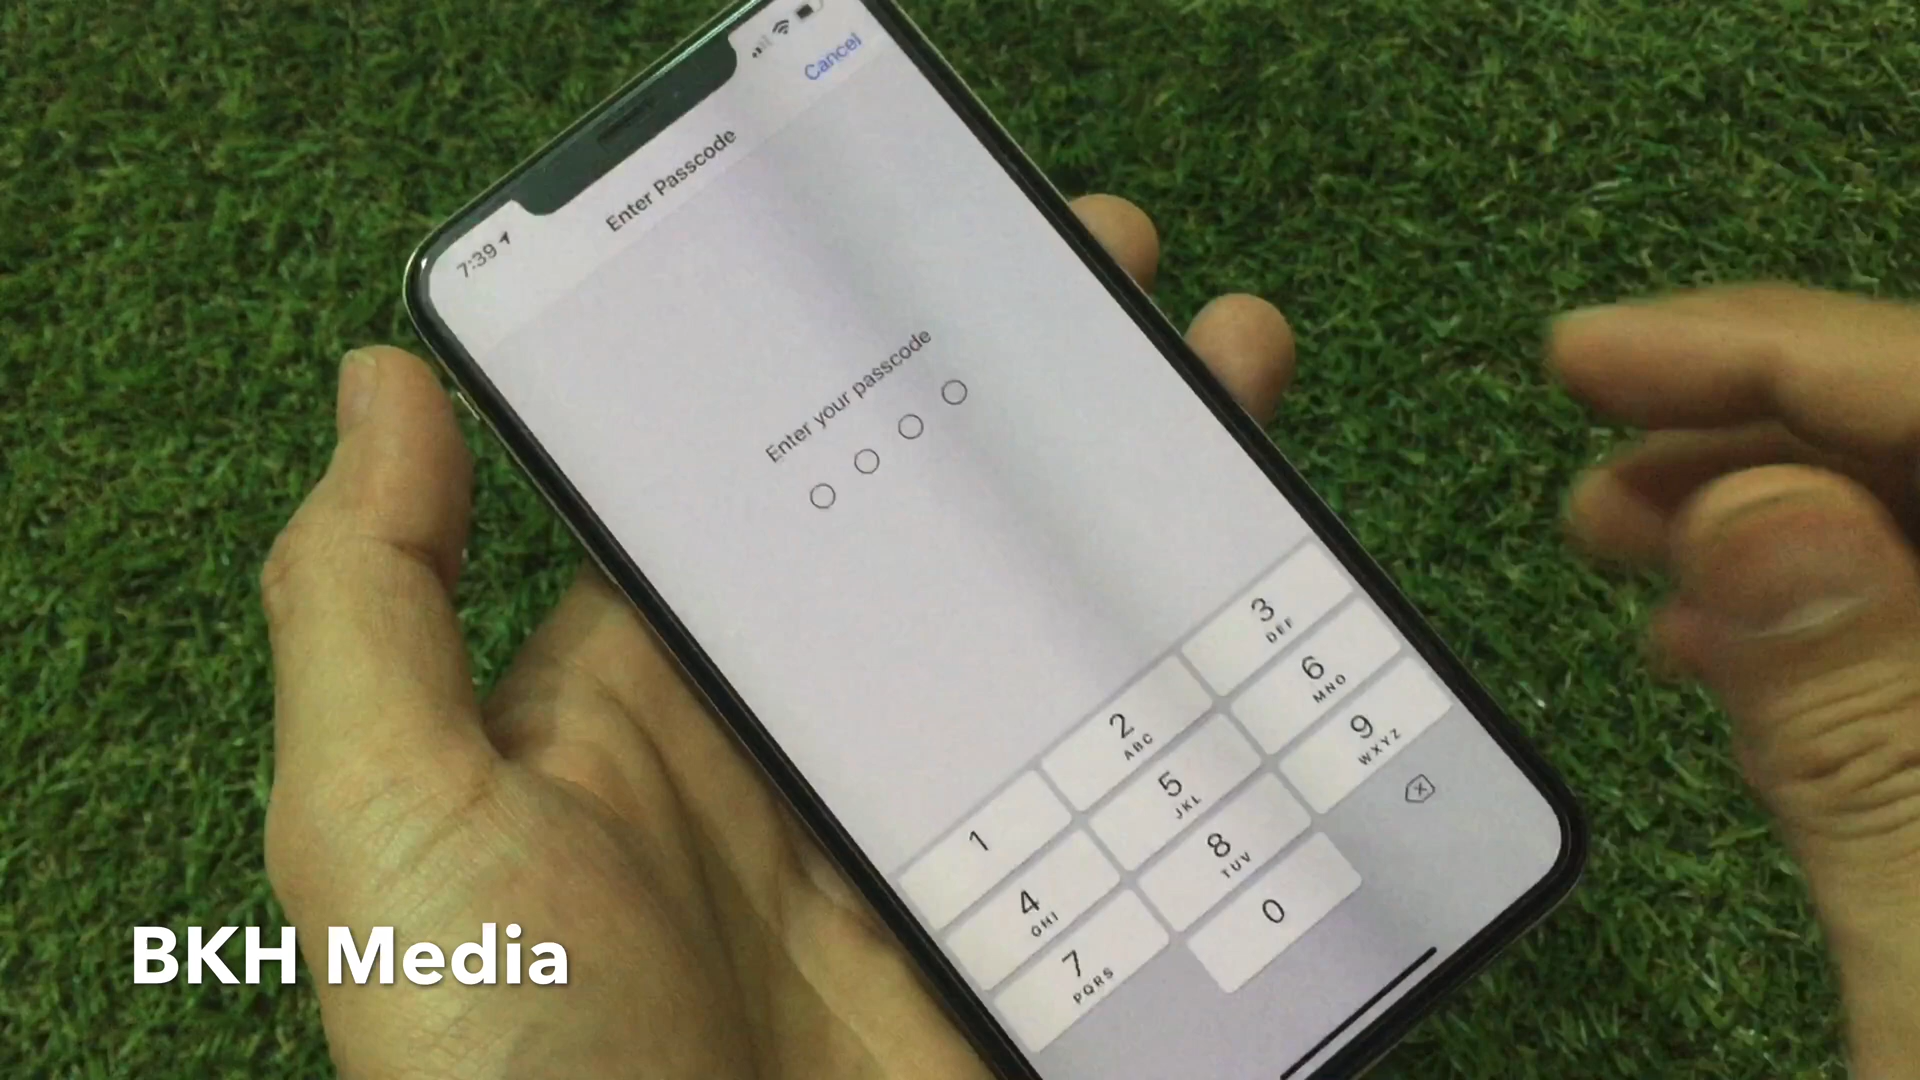 7:39
Cancel
Enter Passcode
Enter your passcode
1
2
ABC
3
DEF
4
GHI
5
JKL
6
MNO
7
PQRS
8
TUV
9
WXYZ
0
BKH Media